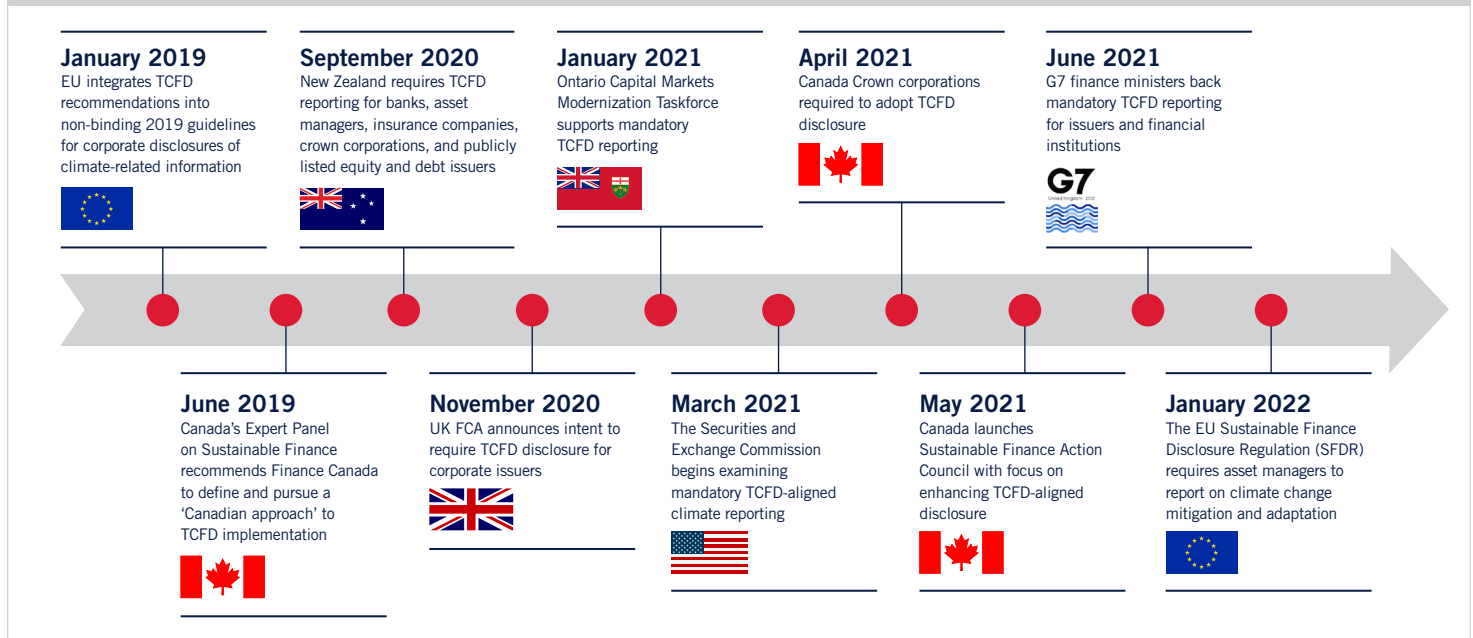 January 2019
EU integrates TCFD
recommendations into
non-binding 2019 guidelines
for corporate disclosures of
climate-related information
September 2020
New Zealand requires TCFD
reporting for banks, asset
managers, insurance companies,
crown corporations, and publicly
listed equity and debt issuers
January 2021
Ontario Capital Markets
Modernization Taskforce
supports mandatory
TCFD reporting
April 2021
Canada Crown corporations
required to adopt TCFD
disclosure
June 2021
G7 finance ministers back
mandatory TCFD reporting
for issuers and financial
institutions
G7
United Kingdom 2021
June 2019
Canada’s Expert Panel
on Sustainable Finance
recommends Finance Canada
to define and pursue a
‘Canadian approach’ to
TCFD implementation
November 2020
UK FCA announces intent to
require TCFD disclosure for
corporate issuers
March 2021
The Securities and
Exchange Commission
begins examining
mandatory TCFD-aligned
climate reporting
May 2021
Canada launches
Sustainable Finance Action
Council with focus on
enhancing TCFD-aligned
disclosure
January 2022
The EU Sustainable Finance
Disclosure Regulation (SFDR)
requires asset managers to
report on climate change
mitigation and adaptation